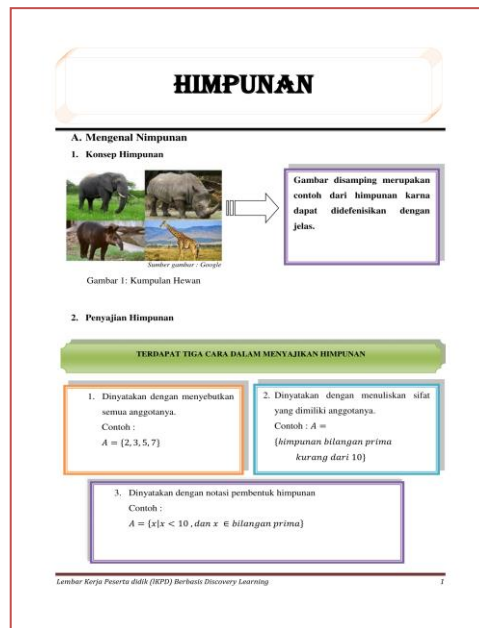 HIMPUNAN
A. Mengenal Nimpunan
1. Konsep Himpunan
Gambar disamping merupakan
contoh dari himpunan karna
dapat didefenisikan dengan
jelas.
Sumber gambar : Google
Gambar 1: Kumpulan Hewan
2. Penyajian Himpunan
TERDAPAT TIGA CARA DALAM MENYAJIKAN HIMPUNAN
1. Dinyatakan dengan menyebutkan
semua anggotanya.
Contoh :
A = {2, 3, 5, 7}
2. Dinyatakan dengan menuliskan sifat
yang dimiliki anggotanya.
Contoh : A =
{himpunan bilangan prima
kurang dari 10}
3. Dinyatakan dengan notasi pembentuk himpunan
Contoh :
A = {x|x < 10 , dan x ∈ bilangan prima}
Lembar Kerja Peserta didik (lKPD) Berbasis Discovery Learning 1